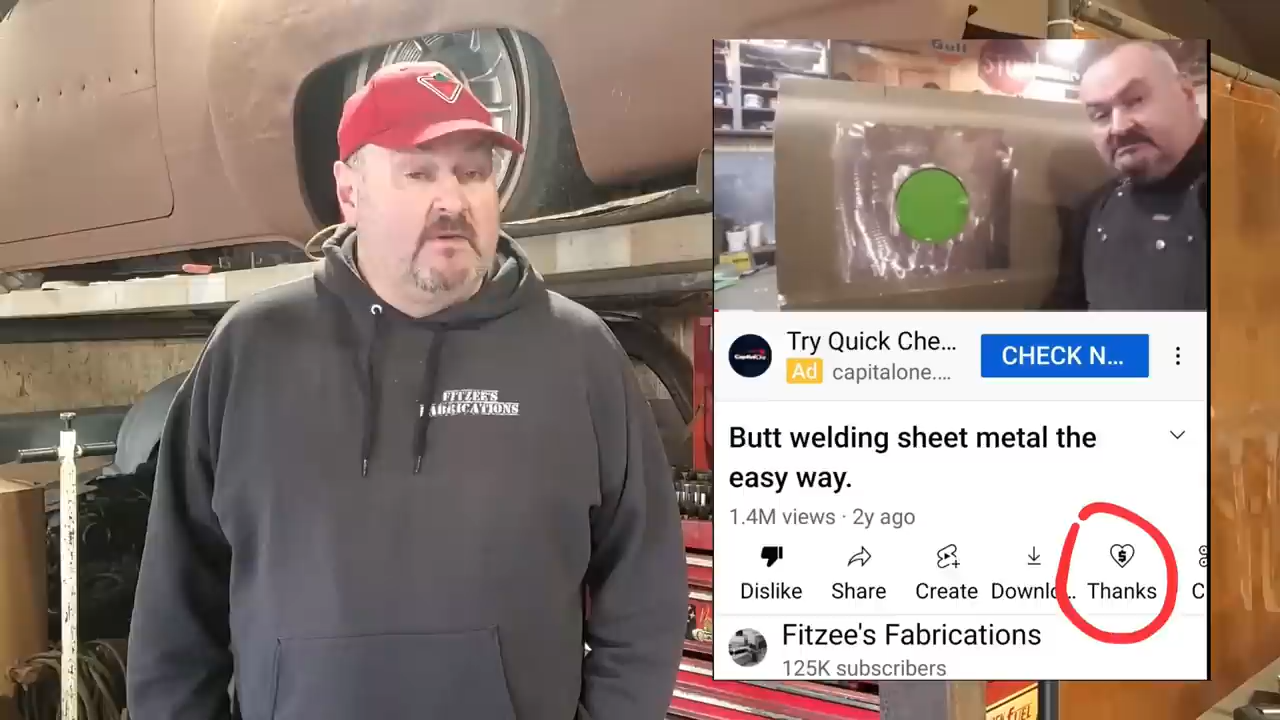 FITZEE'S
FABRICATIONS
Gulf
Try Quick Che...
CHECK N...
Ad capitalone....
Butt welding sheet metal the
easy way.
1.4M views · 2y ago
Dislike Share Create Downlo... Thanks C
Fitzee's Fabrications
125K subscribers